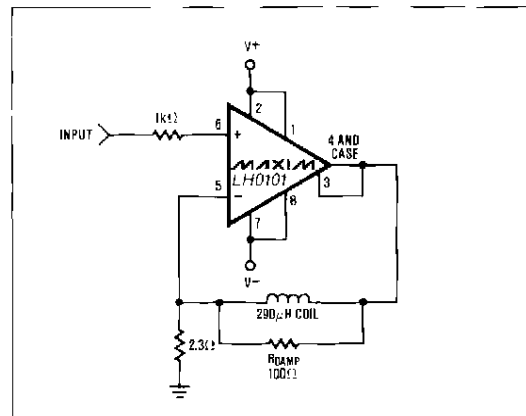 V+
2
1
1kΩ
6
INPUT
+
4 AND
CASE
MAXIM
LH0101
3
5
−
8
7
V−
290μH COIL
2.3Ω
RDAMP
100Ω